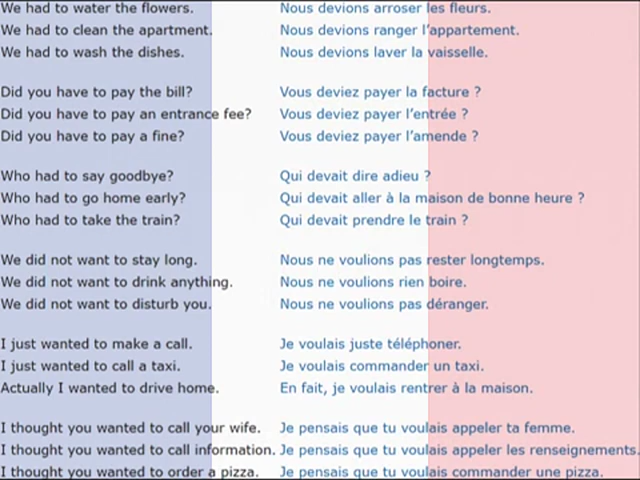 We had to water the flowers. Nous devions arroser les fleurs.
We had to clean the apartment. Nous devions ranger l’appartement.
We had to wash the dishes. Nous devions laver la vaisselle.
Did you have to pay the bill? Vous deviez payer la facture ?
Did you have to pay an entrance fee? Vous deviez payer l’entrée ?
Did you have to pay a fine? Vous deviez payer l’amende ?
Who had to say goodbye? Qui devait dire adieu ?
Who had to go home early? Qui devait aller à la maison de bonne heure ?
Who had to take the train? Qui devait prendre le train ?
We did not want to stay long. Nous ne voulions pas rester longtemps.
We did not want to drink anything. Nous ne voulions rien boire.
We did not want to disturb you. Nous ne voulions pas déranger.
I just wanted to make a call. Je voulais juste téléphoner.
I just wanted to call a taxi. Je voulais commander un taxi.
Actually I wanted to drive home. En fait, je voulais rentrer à la maison.
I thought you wanted to call your wife. Je pensais que tu voulais appeler ta femme.
I thought you wanted to call information. Je pensais que tu voulais appeler les renseignements.
I thought you wanted to order a pizza. Je pensais que tu voulais commander une pizza.